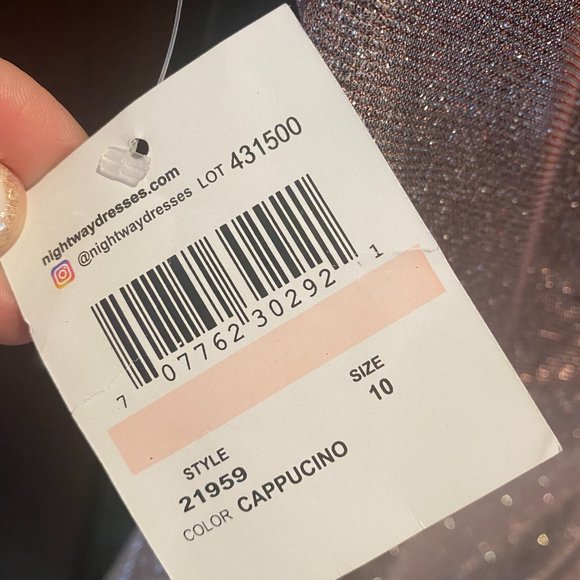 nightwaydresses.com
@nightwaydresses LOT 431500
7 07762 30292 1
SIZE
10
STYLE
21959
COLOR CAPPUCINO